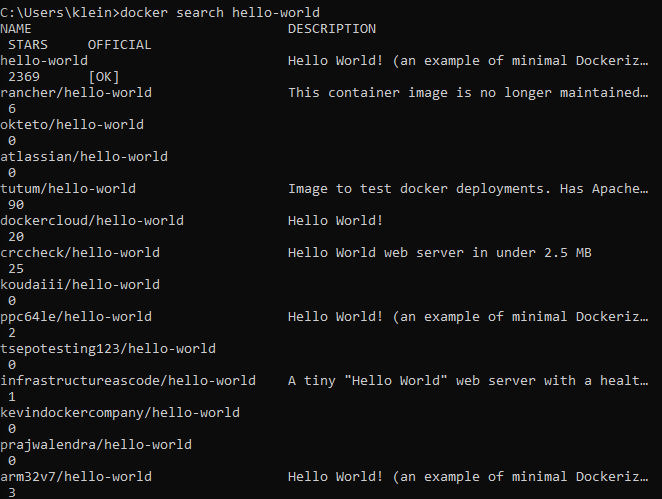 C:\Users\klein>docker search hello-world
NAME                                DESCRIPTION
 STARS     OFFICIAL
hello-world                         Hello World! (an example of minimal Dockeriz…
 2369      [OK]
rancher/hello-world                 This container image is no longer maintained…
 6
okteto/hello-world
 0
atlassian/hello-world
 0
tutum/hello-world                   Image to test docker deployments. Has Apache…
 90
dockercloud/hello-world             Hello World!
 20
crccheck/hello-world                Hello World web server in under 2.5 MB
 25
koudaiii/hello-world
 0
ppc64le/hello-world                 Hello World! (an example of minimal Dockeriz…
 2
tsepotesting123/hello-world
 0
infrastructureascode/hello-world    A tiny "Hello World" web server with a healt…
 1
kevindockercompany/hello-world
 0
prajwalendra/hello-world
 0
arm32v7/hello-world                 Hello World! (an example of minimal Dockeriz…
 3